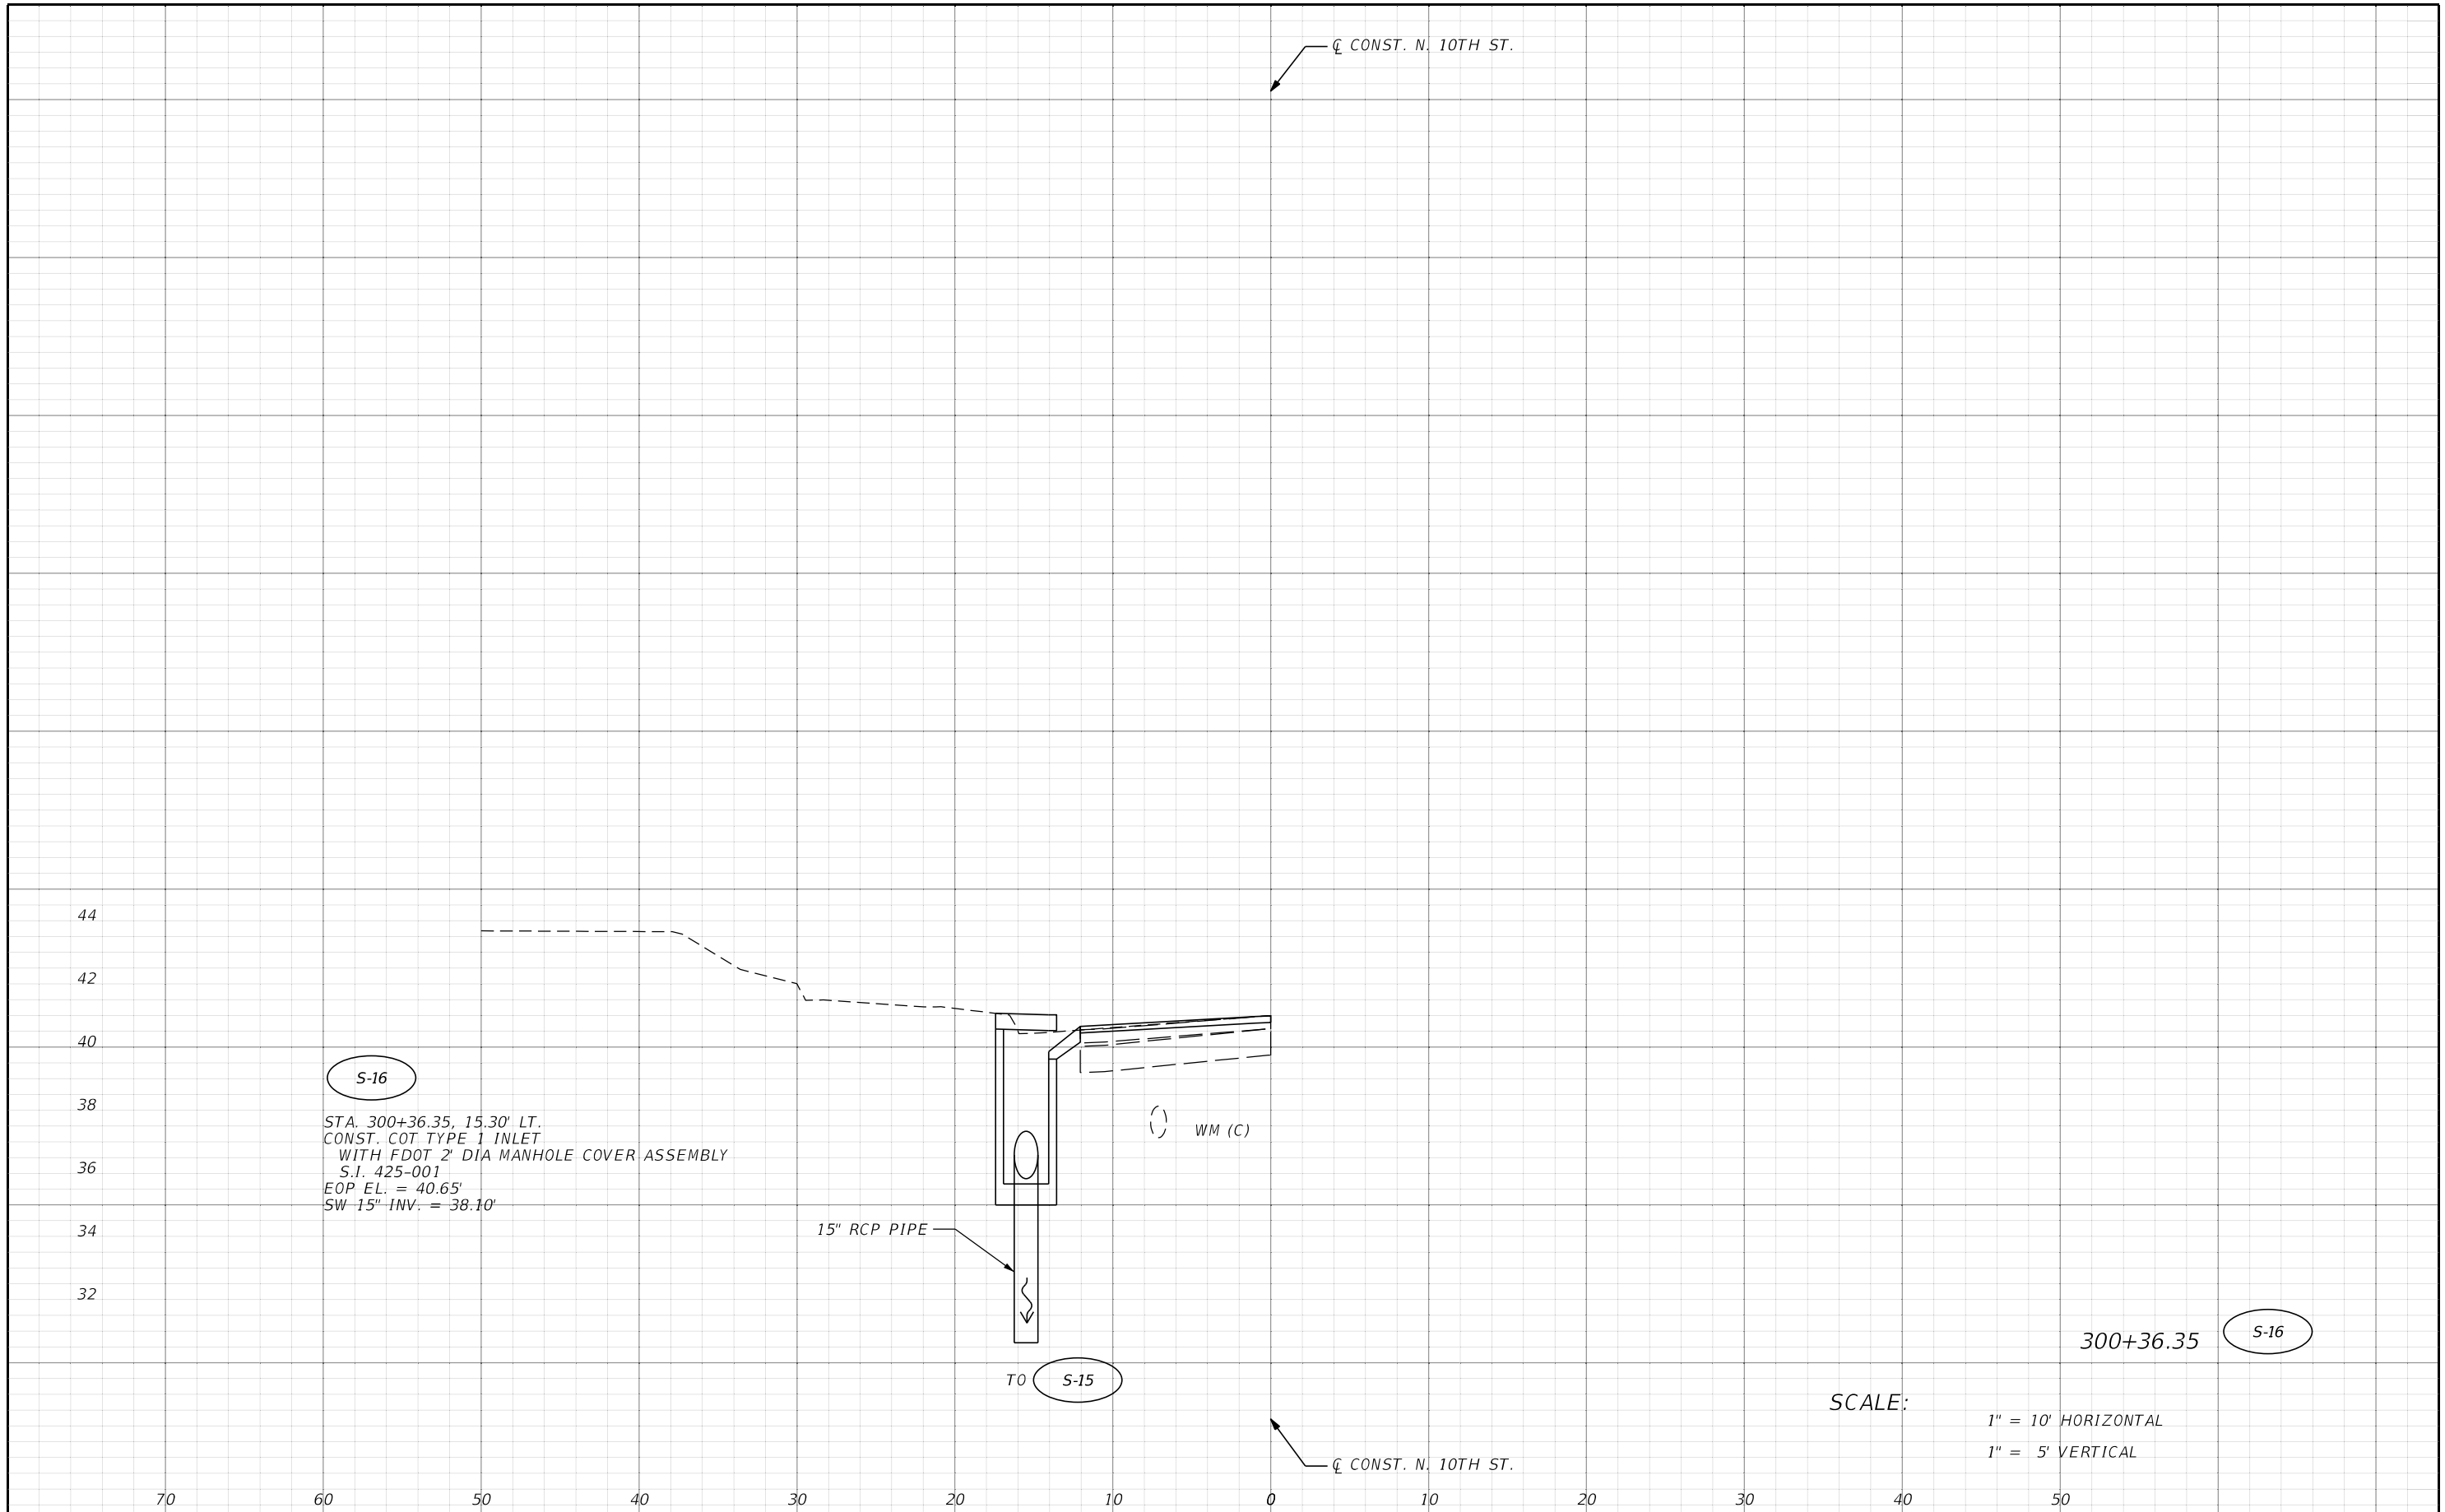 ℄ CONST. N. 10TH ST.
44
42
40
38
36
34
32
S-16
STA. 300+36.35, 15.30' LT.
CONST. COT TYPE 1 INLET
WITH FDOT 2' DIA MANHOLE COVER ASSEMBLY
S.I. 425-001
EOP EL. = 40.65'
SW 15" INV. = 38.10'
WM (C)
15" RCP PIPE
TO S-15
300+36.35 S-16
SCALE:
1" = 10' HORIZONTAL
1" = 5' VERTICAL
℄ CONST. N. 10TH ST.
70 60 50 40 30 20 10 0 10 20 30 40 50